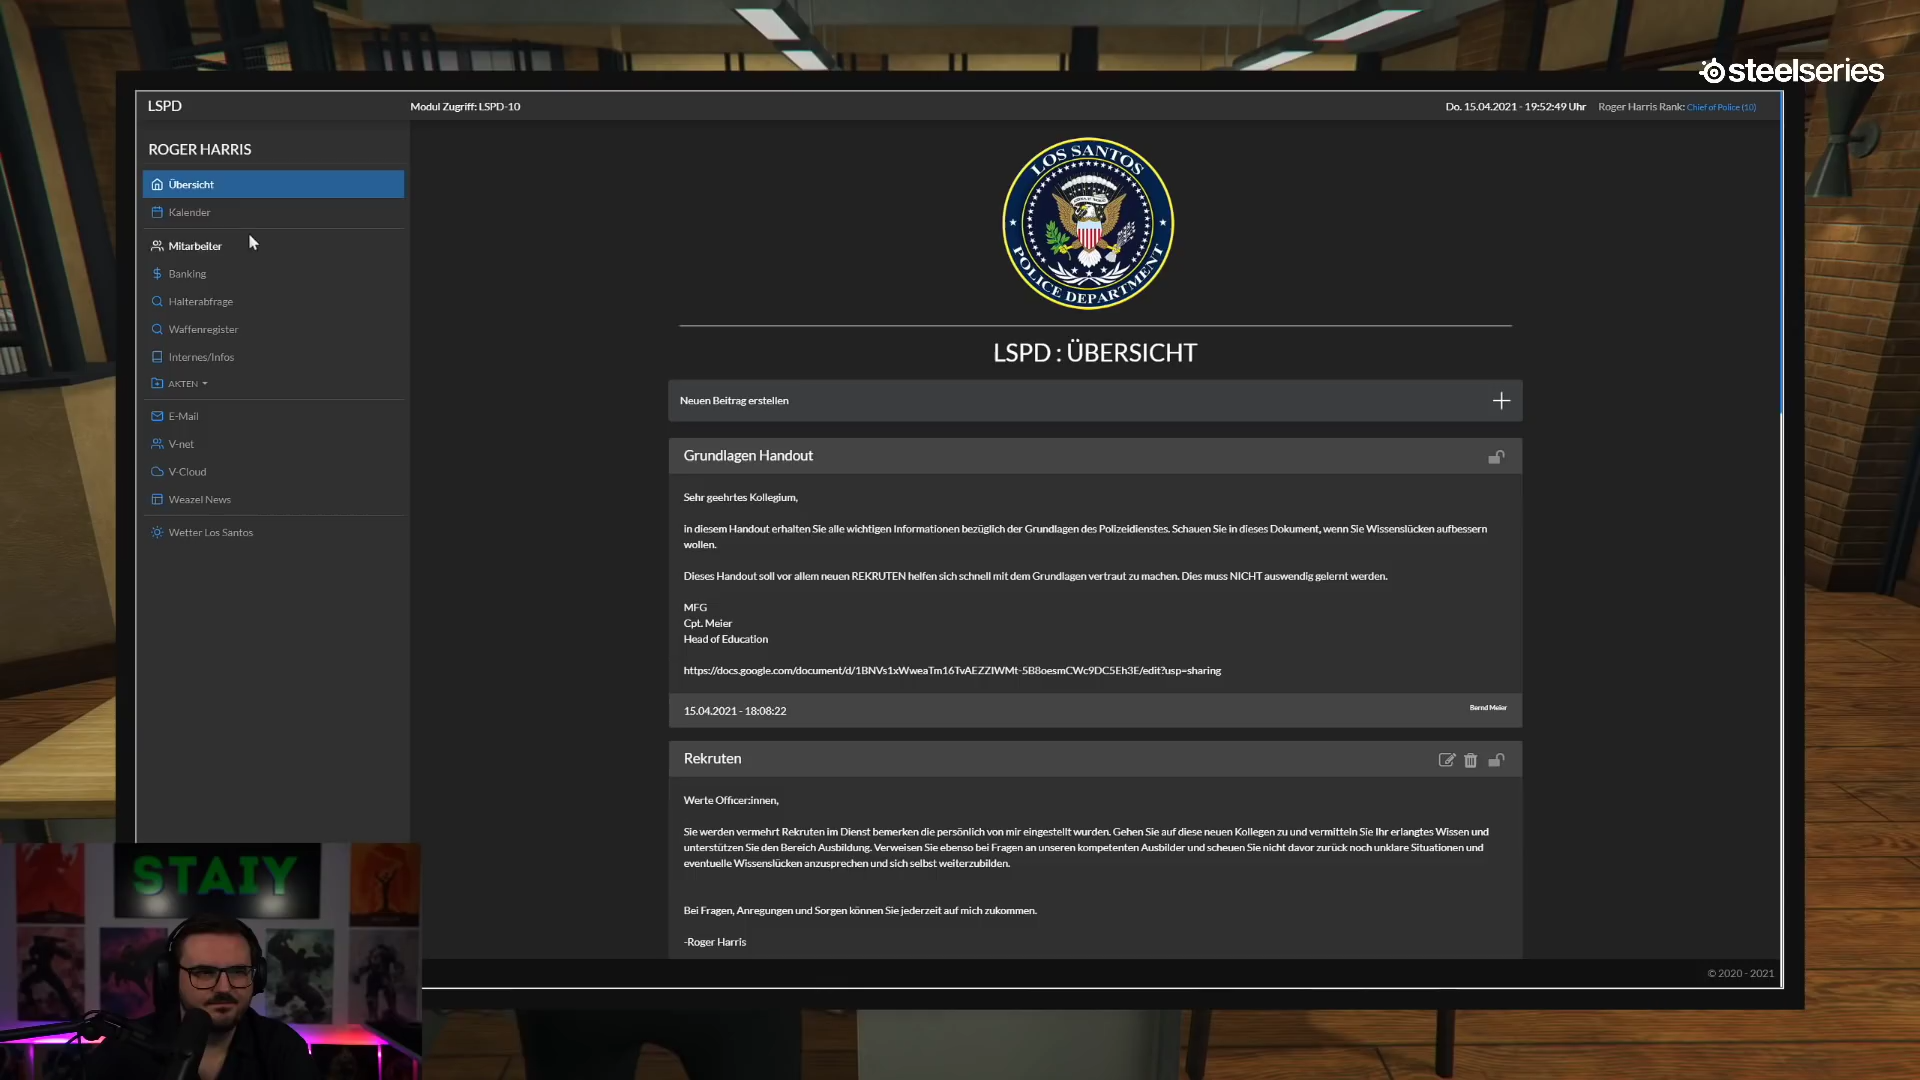 steelseries
LSPD
Modul Zugriff: LSPD-10
Do. 15.04.2021 - 19:52:49 Uhr
Roger Harris Rank: Chief of Police (10)
ROGER HARRIS
Übersicht
Kalender
Mitarbeiter
Banking
Halterabfrage
Waffenregister
Internes/Infos
AKTEN
E-Mail
V-net
V-Cloud
Weazel News
Wetter Los Santos
LOS SANTOS
POLICE DEPARTMENT
LSPD : ÜBERSICHT
Neuen Beitrag erstellen
Grundlagen Handout
Sehr geehrtes Kollegium,
in diesem Handout erhalten Sie alle wichtigen Informationen bezüglich der Grundlagen des Polizeidienstes. Schauen Sie in dieses Dokument, wenn Sie Wissenslücken aufbessern
wollen.
Dieses Handout soll vor allem neuen REKRUTEN helfen sich schnell mit dem Grundlagen vertraut zu machen. Dies muss NICHT auswendig gelernt werden.
MFG
Cpt. Meier
Head of Education
https://docs.google.com/document/d/1BNVs1xWweaTm16TvAEZZIWMt-5B8oesmCWc9DC5Eh3E/edit?usp=sharing
15.04.2021 - 18:08:22
Bernd Meier
Rekruten
Werte Officer:innen,
Sie werden vermehrt Rekruten im Dienst bemerken die persönlich von mir eingestellt wurden. Gehen Sie auf diese neuen Kollegen zu und vermitteln Sie Ihr erlangtes Wissen und
unterstützen Sie den Bereich Ausbildung. Verweisen Sie ebenso bei Fragen an unseren kompetenten Ausbilder und scheuen Sie nicht davor zurück noch unklare Situationen und
eventuelle Wissenslücken anzusprechen und sich selbst weiterzubilden.
Bei Fragen, Anregungen und Sorgen können Sie jederzeit auf mich zukommen.
-Roger Harris
© 2020 - 2021
STAIY